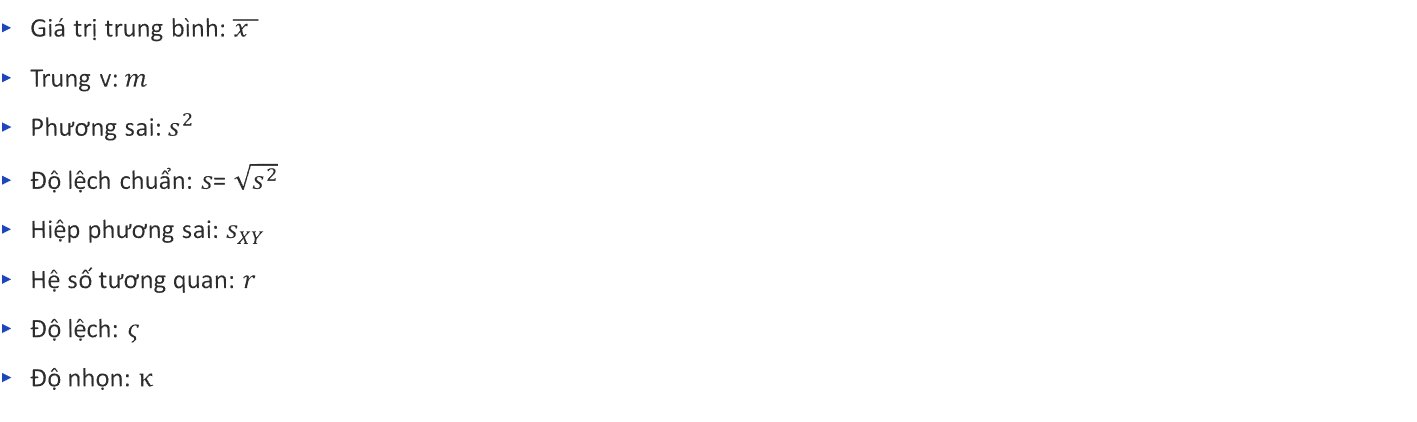 ▸ Giá trị trung bình: x̅
▸ Trung v: m
▸ Phương sai: s²
▸ Độ lệch chuẩn: s= √s²
▸ Hiệp phương sai: s_XY
▸ Hệ số tương quan: r
▸ Độ lệch: ς
▸ Độ nhọn: κ